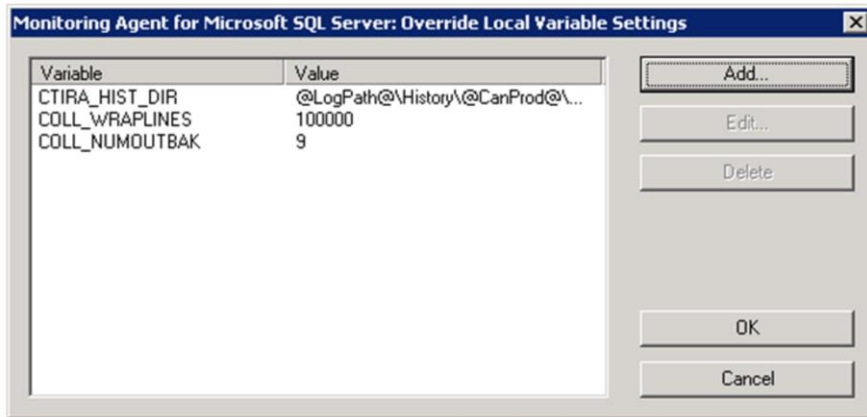 Monitoring Agent for Microsoft SQL Server: Override Local Variable Settings
Variable Value
CTIRA_HIST_DIR @LogPath@\History\@CanProd@\...
COLL_WRAPLINES 100000
COLL_NUMOUTBAK 9
Add...
Edit...
Delete
OK
Cancel